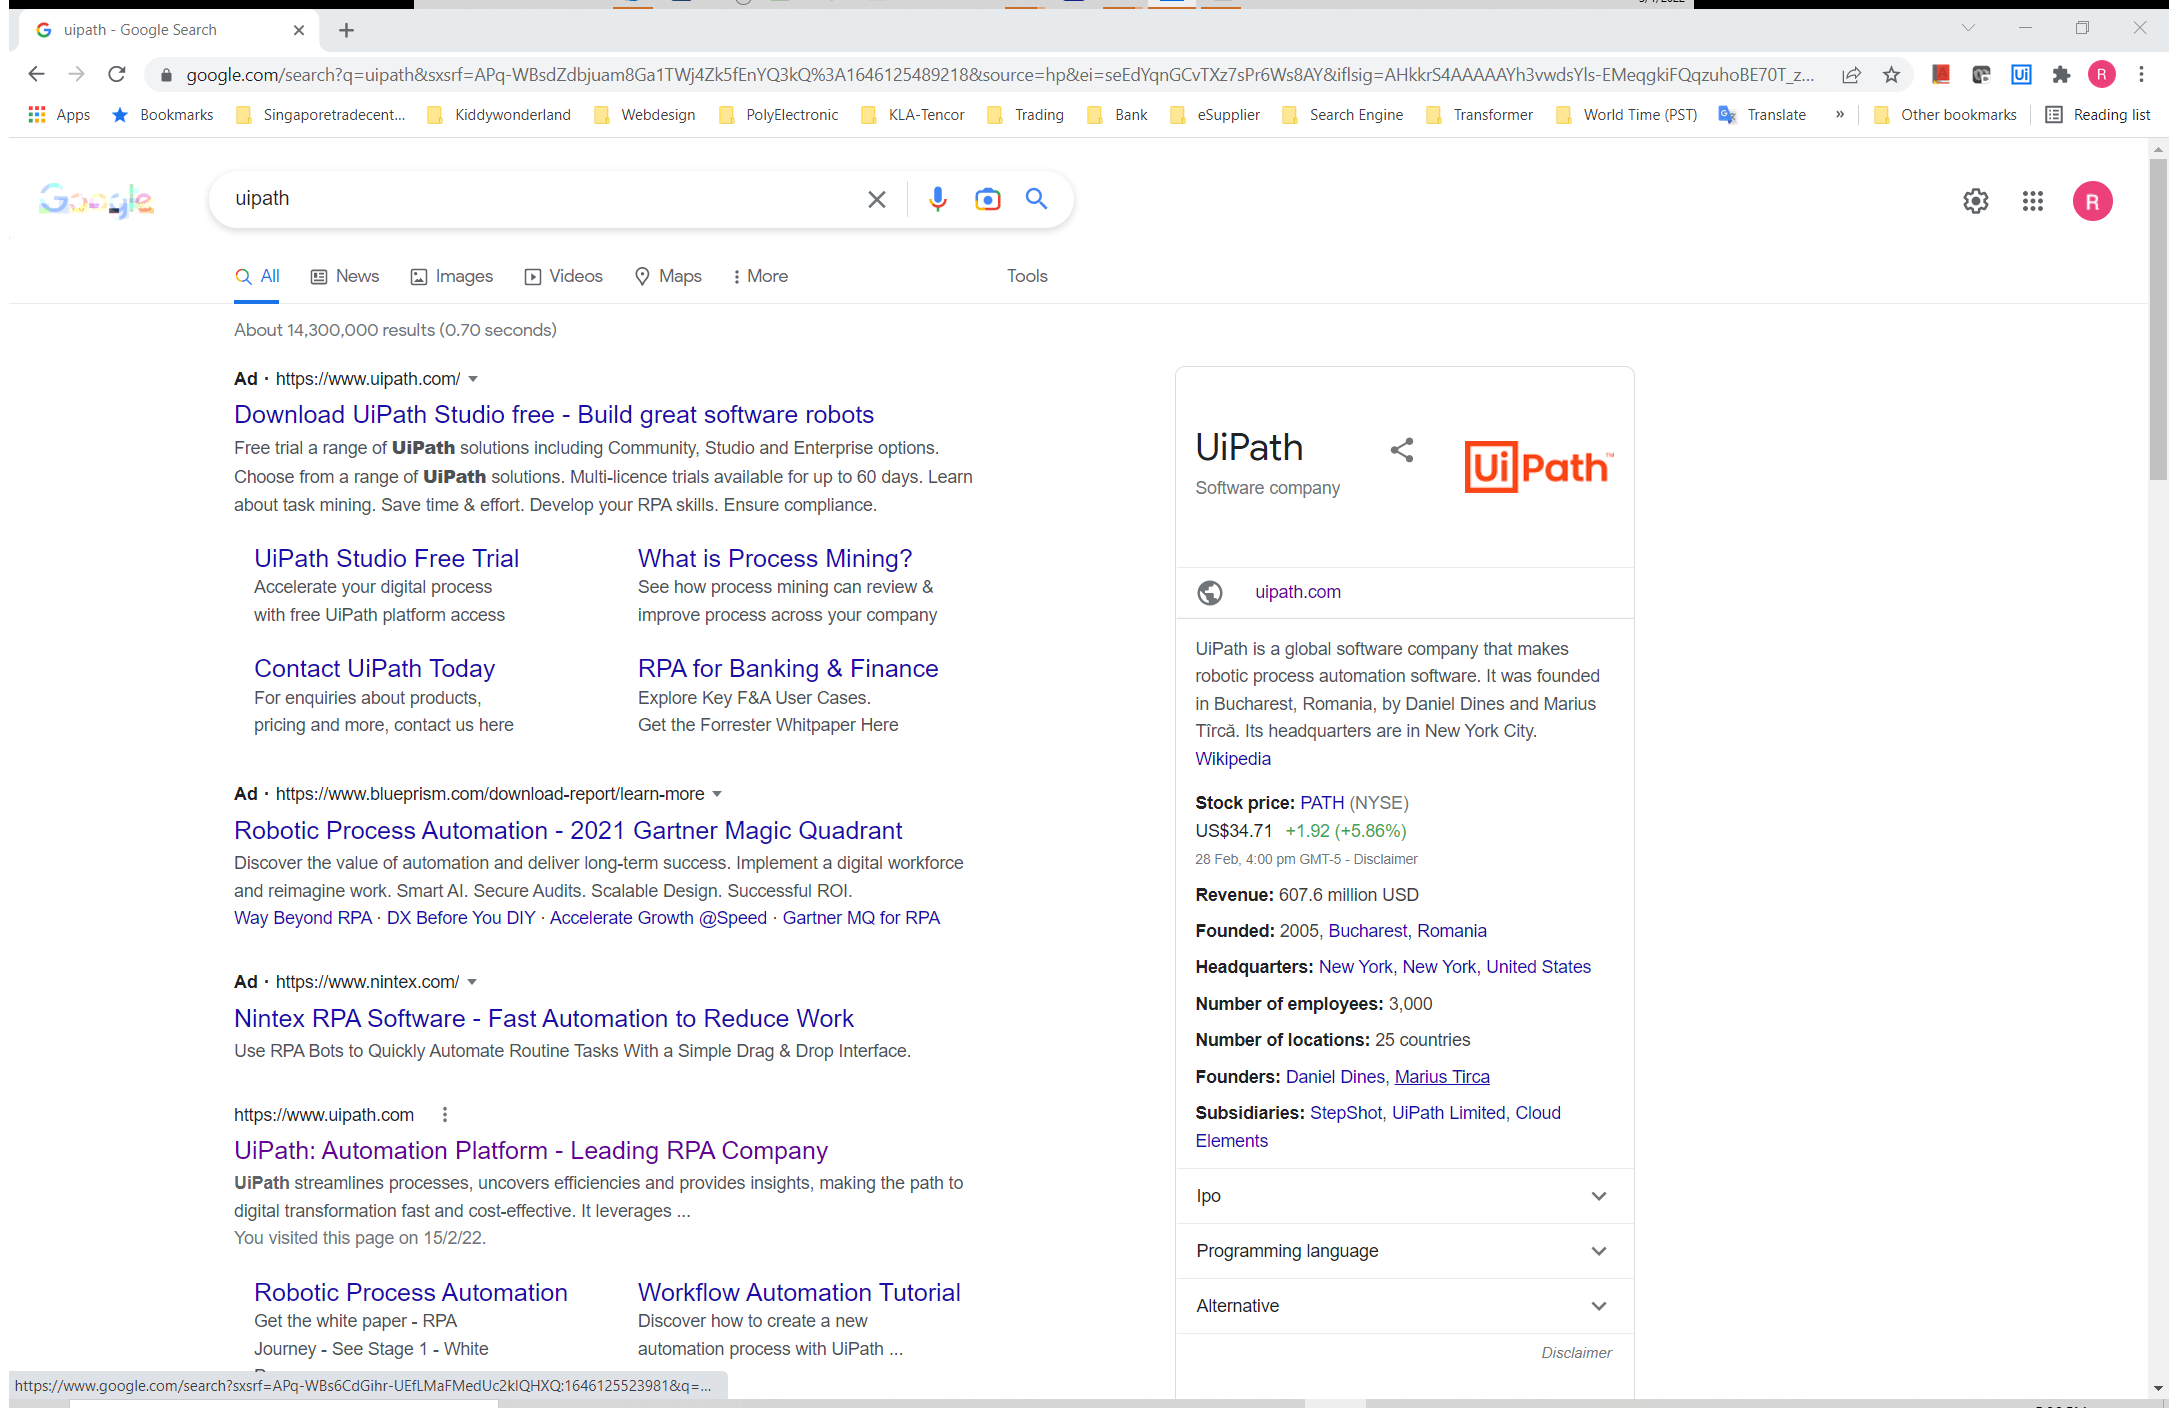 uipath - Google Search
google.com/search?q=uipath&sxsrf=APq-WBsdZdbjuam8Ga1TWj4Zk5fEnYQ3kQ%3A1646125489218&source=hp&ei=seEdYqnGCvTXz7sPr6Ws8AY&iflsig=AHkkrS4AAAAAYh3vwdsYls-EMeqgkiFQqzuhoBE70T_z...
R
Apps Bookmarks Singaporetradecent... Kiddywonderland Webdesign PolyElectronic KLA-Tencor Trading Bank eSupplier Search Engine Transformer World Time (PST) Translate » Other bookmarks Reading list
Google
uipath
R
All News Images Videos Maps More Tools
About 14,300,000 results (0.70 seconds)
Ad · https://www.uipath.com/
Download UiPath Studio free - Build great software robots
Free trial a range of UiPath solutions including Community, Studio and Enterprise options.
Choose from a range of UiPath solutions. Multi-licence trials available for up to 60 days. Learn
about task mining. Save time & effort. Develop your RPA skills. Ensure compliance.
UiPath Studio Free Trial
Accelerate your digital process
with free UiPath platform access
What is Process Mining?
See how process mining can review &
improve process across your company
Contact UiPath Today
For enquiries about products,
pricing and more, contact us here
RPA for Banking & Finance
Explore Key F&A User Cases.
Get the Forrester Whitpaper Here
Ad · https://www.blueprism.com/download-report/learn-more
Robotic Process Automation - 2021 Gartner Magic Quadrant
Discover the value of automation and deliver long-term success. Implement a digital workforce
and reimagine work. Smart AI. Secure Audits. Scalable Design. Successful ROI.
Way Beyond RPA · DX Before You DIY · Accelerate Growth @Speed · Gartner MQ for RPA
Ad · https://www.nintex.com/
Nintex RPA Software - Fast Automation to Reduce Work
Use RPA Bots to Quickly Automate Routine Tasks With a Simple Drag & Drop Interface.
https://www.uipath.com
UiPath: Automation Platform - Leading RPA Company
UiPath streamlines processes, uncovers efficiencies and provides insights, making the path to
digital transformation fast and cost-effective. It leverages ...
You visited this page on 15/2/22.
Robotic Process Automation
Get the white paper - RPA
Journey - See Stage 1 - White
Workflow Automation Tutorial
Discover how to create a new
automation process with UiPath ...
https://www.google.com/search?sxsrf=APq-WBs6CdGihr-UEfLMaFMedUc2klQHXQ:1646125523981&q=...
UiPath
Software company
UiPath™
uipath.com
UiPath is a global software company that makes
robotic process automation software. It was founded
in Bucharest, Romania, by Daniel Dines and Marius
Tîrcă. Its headquarters are in New York City.
Wikipedia
Stock price: PATH (NYSE)
US$34.71 +1.92 (+5.86%)
28 Feb, 4:00 pm GMT-5 - Disclaimer
Revenue: 607.6 million USD
Founded: 2005, Bucharest, Romania
Headquarters: New York, New York, United States
Number of employees: 3,000
Number of locations: 25 countries
Founders: Daniel Dines, Marius Tirca
Subsidiaries: StepShot, UiPath Limited, Cloud
Elements
Ipo
Programming language
Alternative
Disclaimer